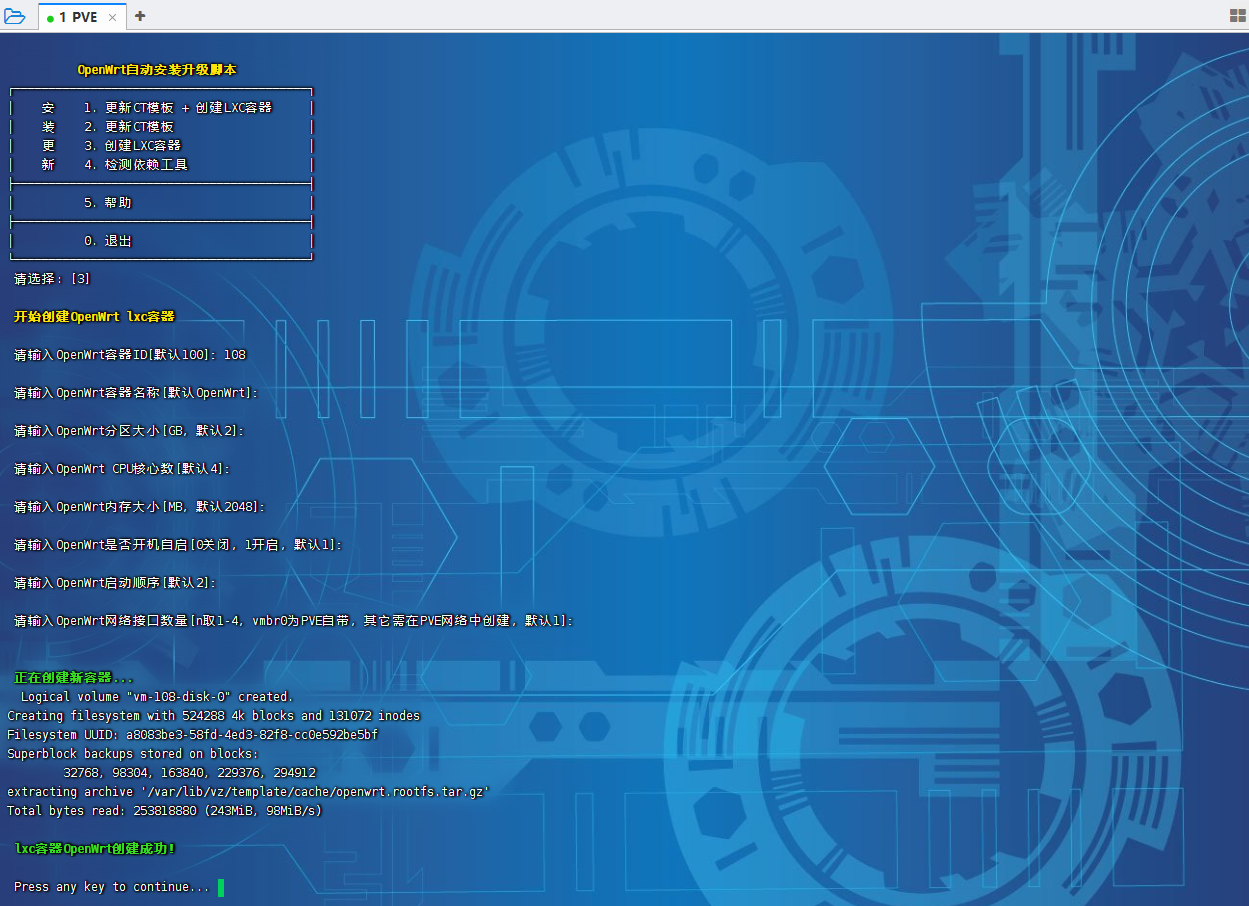 1 PVE × +
OpenWrt自动安装升级脚本
安 1. 更新CT模板 + 创建LXC容器
装 2. 更新CT模板
更 3. 创建LXC容器
新 4. 检测依赖工具
5. 帮助
0. 退出
请选择: [3]
开始创建OpenWrt lxc容器
请输入OpenWrt容器ID[默认100]: 108
请输入OpenWrt容器名称[默认OpenWrt]:
请输入OpenWrt分区大小[GB, 默认2]:
请输入OpenWrt CPU核心数[默认4]:
请输入OpenWrt内存大小[MB, 默认2048]:
请输入OpenWrt是否开机自启[0关闭, 1开启, 默认1]:
请输入OpenWrt启动顺序[默认2]:
请输入OpenWrt网络接口数量[n取1-4, vmbr0为PVE自带, 其它需在PVE网络中创建, 默认1]:
正在创建新容器...
Logical volume "vm-108-disk-0" created.
Creating filesystem with 524288 4k blocks and 131072 inodes
Filesystem UUID: a8083be3-58fd-4ed3-82f8-cc0e592be5bf
Superblock backups stored on blocks:
32768, 98304, 163840, 229376, 294912
extracting archive '/var/lib/vz/template/cache/openwrt.rootfs.tar.gz'
Total bytes read: 253818880 (243MiB, 98MiB/s)
lxc容器OpenWrt创建成功!
Press any key to continue...